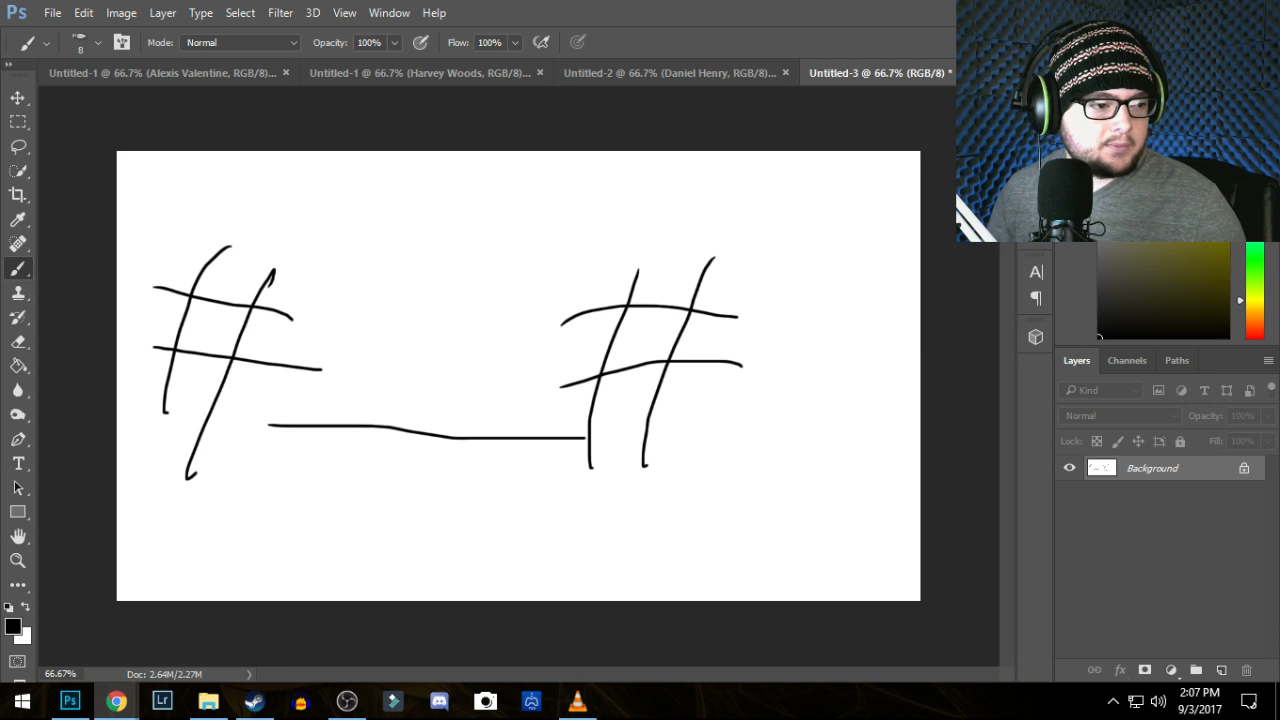 Ps File Edit Image Layer Type Select Filter 3D View Window Help
8 Mode: Normal Opacity: 100% Flow: 100%
Untitled-1 @ 66.7% (Alexis Valentine, RGB/8)... × Untitled-1 @ 66.7% (Harvey Woods, RGB/8)... × Untitled-2 @ 66.7% (Daniel Henry, RGB/8)... × Untitled-3 @ 66.7% (RGB/8) *
# #
_
A|
Layers Channels Paths
Kind
Normal Opacity: 100%
Lock: Fill: 100%
Background
66.67% Doc: 2.64M/2.27M
Ps Lr
2:07 PM
9/3/2017